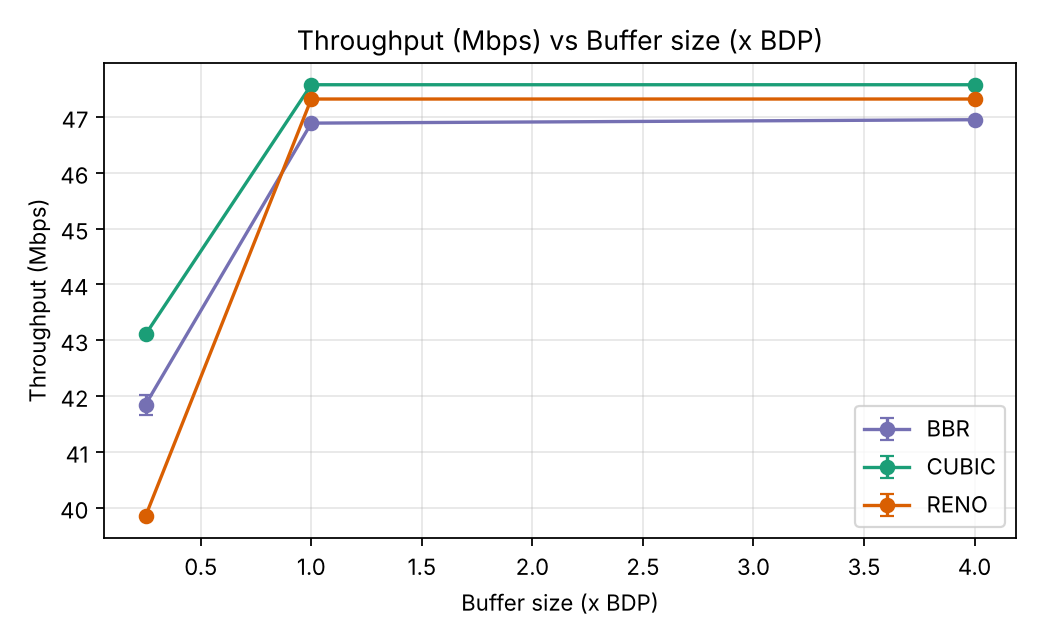 Throughput (Mbps) vs Buffer size (x BDP)
Throughput (Mbps)
47
46
45
44
43
42
41
40
BBR
CUBIC
RENO
0.5 1.0 1.5 2.0 2.5 3.0 3.5 4.0
Buffer size (x BDP)